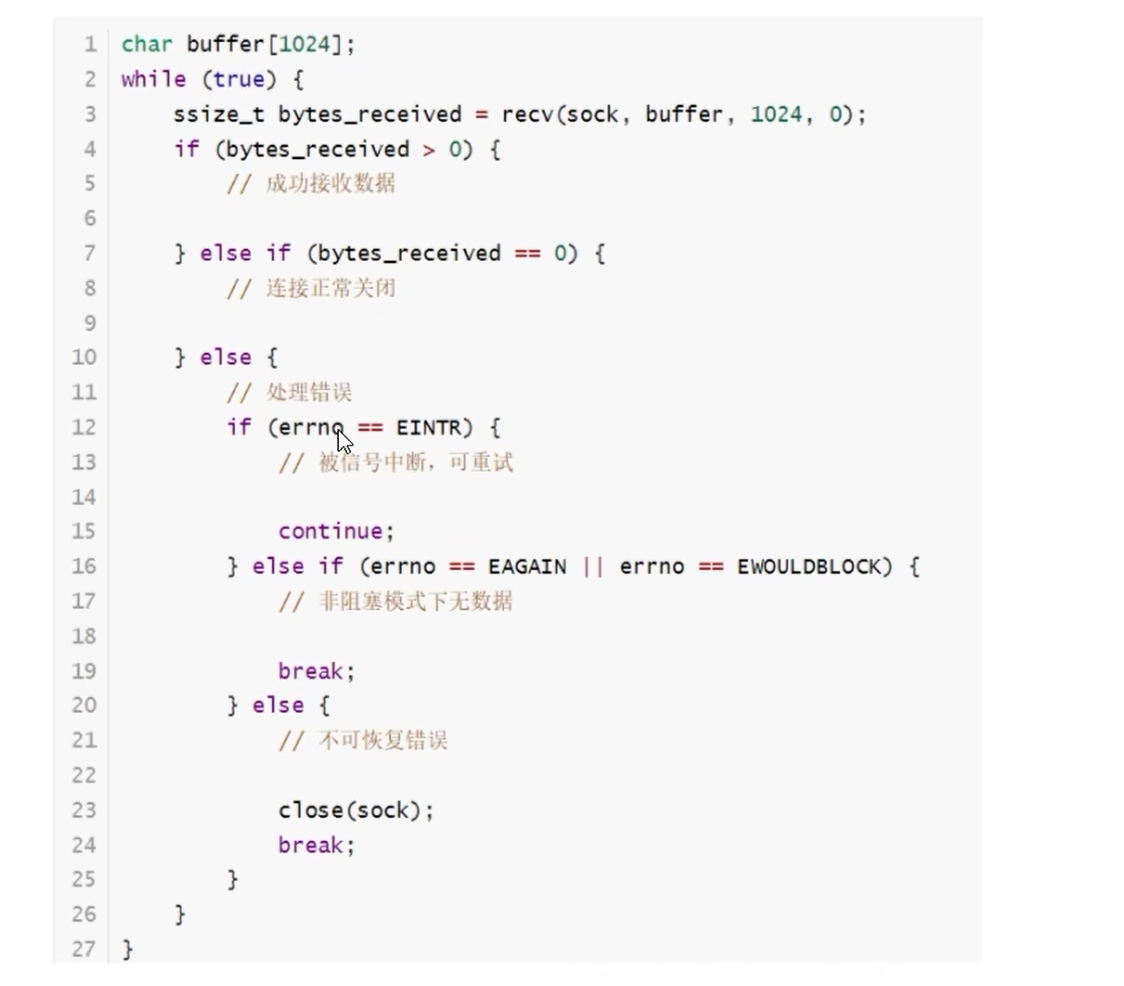 1 char buffer[1024];
2 while (true) {
3     ssize_t bytes_received = recv(sock, buffer, 1024, 0);
4     if (bytes_received > 0) {
5         // 成功接收数据
6
7     } else if (bytes_received == 0) {
8         // 连接正常关闭
9
10     } else {
11         // 处理错误
12         if (errno == EINTR) {
13             // 被信号中断，可重试
14
15             continue;
16         } else if (errno == EAGAIN || errno == EWOULDBLOCK) {
17             // 非阻塞模式下无数据
18
19             break;
20         } else {
21             // 不可恢复错误
22
23             close(sock);
24             break;
25         }
26     }
27 }